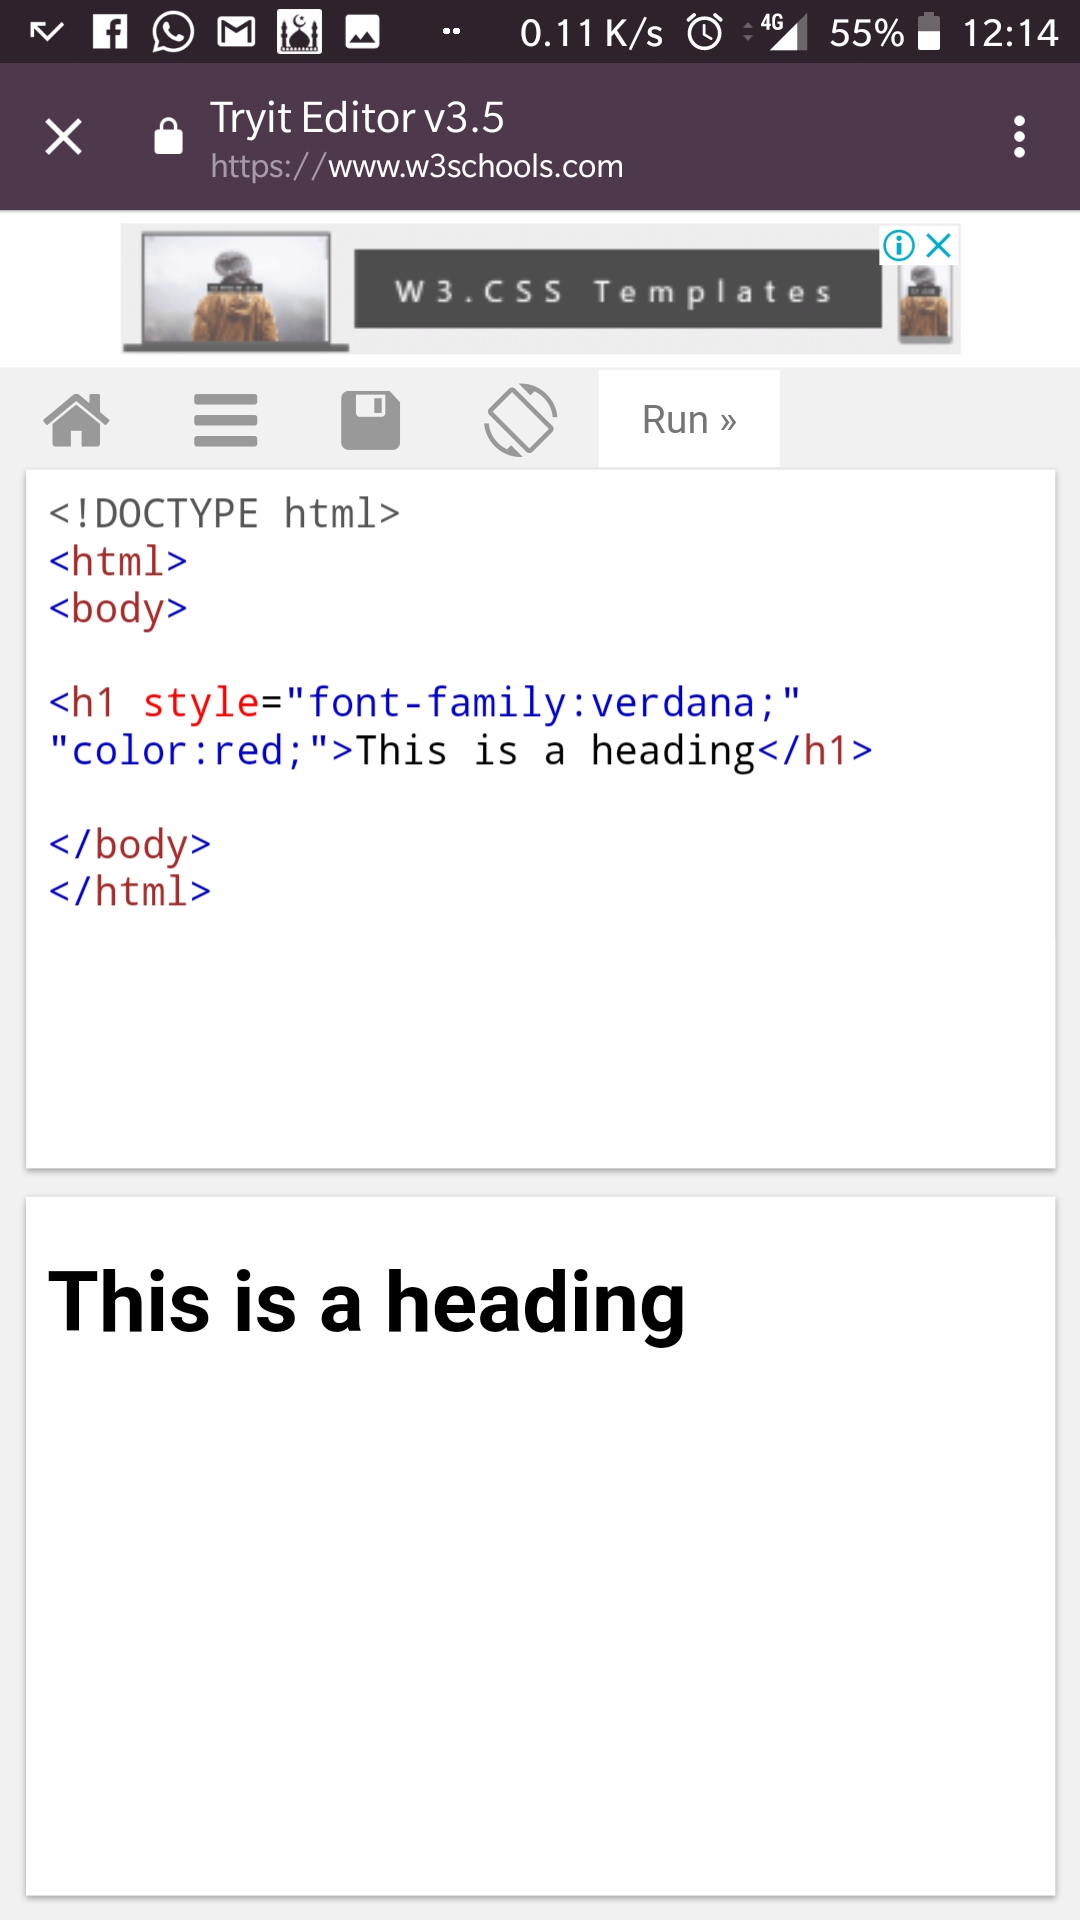 0.11 K/s 4G 55% 12:14
Tryit Editor v3.5
https://www.w3schools.com
W3.CSS Templates
Run »
<!DOCTYPE html>
<html>
<body>
<h1 style="font-family:verdana;"
"color:red;">This is a heading</h1>
</body>
</html>
This is a heading